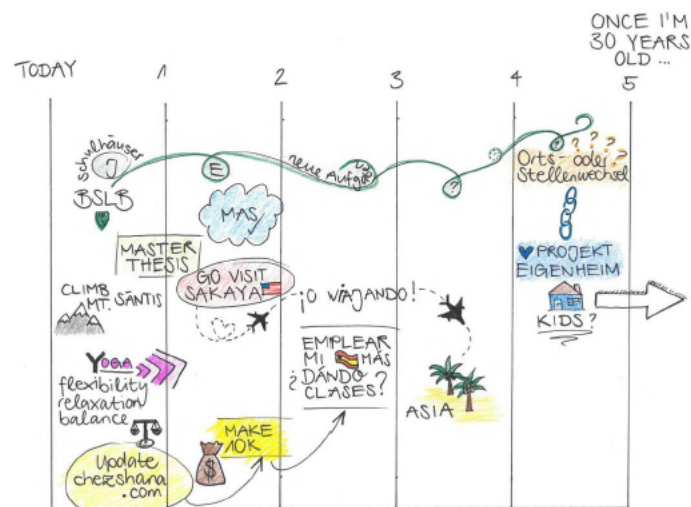 ONCE I'M
30 YEARS
OLD ...
TODAY
1
2
3
4
5
Schulhäuser
J
BSLB
E
neue Aufgabe
?
?
? ? ? ?
Orts- oder
Stellenwechsel
MAS
MASTER
THESIS
GO VISIT
SAKAYA
♥ PROJEKT
EIGENHEIM
KIDS?
CLIMB
MT. SÄNTIS
¡O VIAJANDO!
EMPLEAR
MI MÁS
¿DÁNDO
CLASES?
ASIA
YOGA
flexibility
relaxation
balance
MAKE
10K
$
Update
chezshana
.com